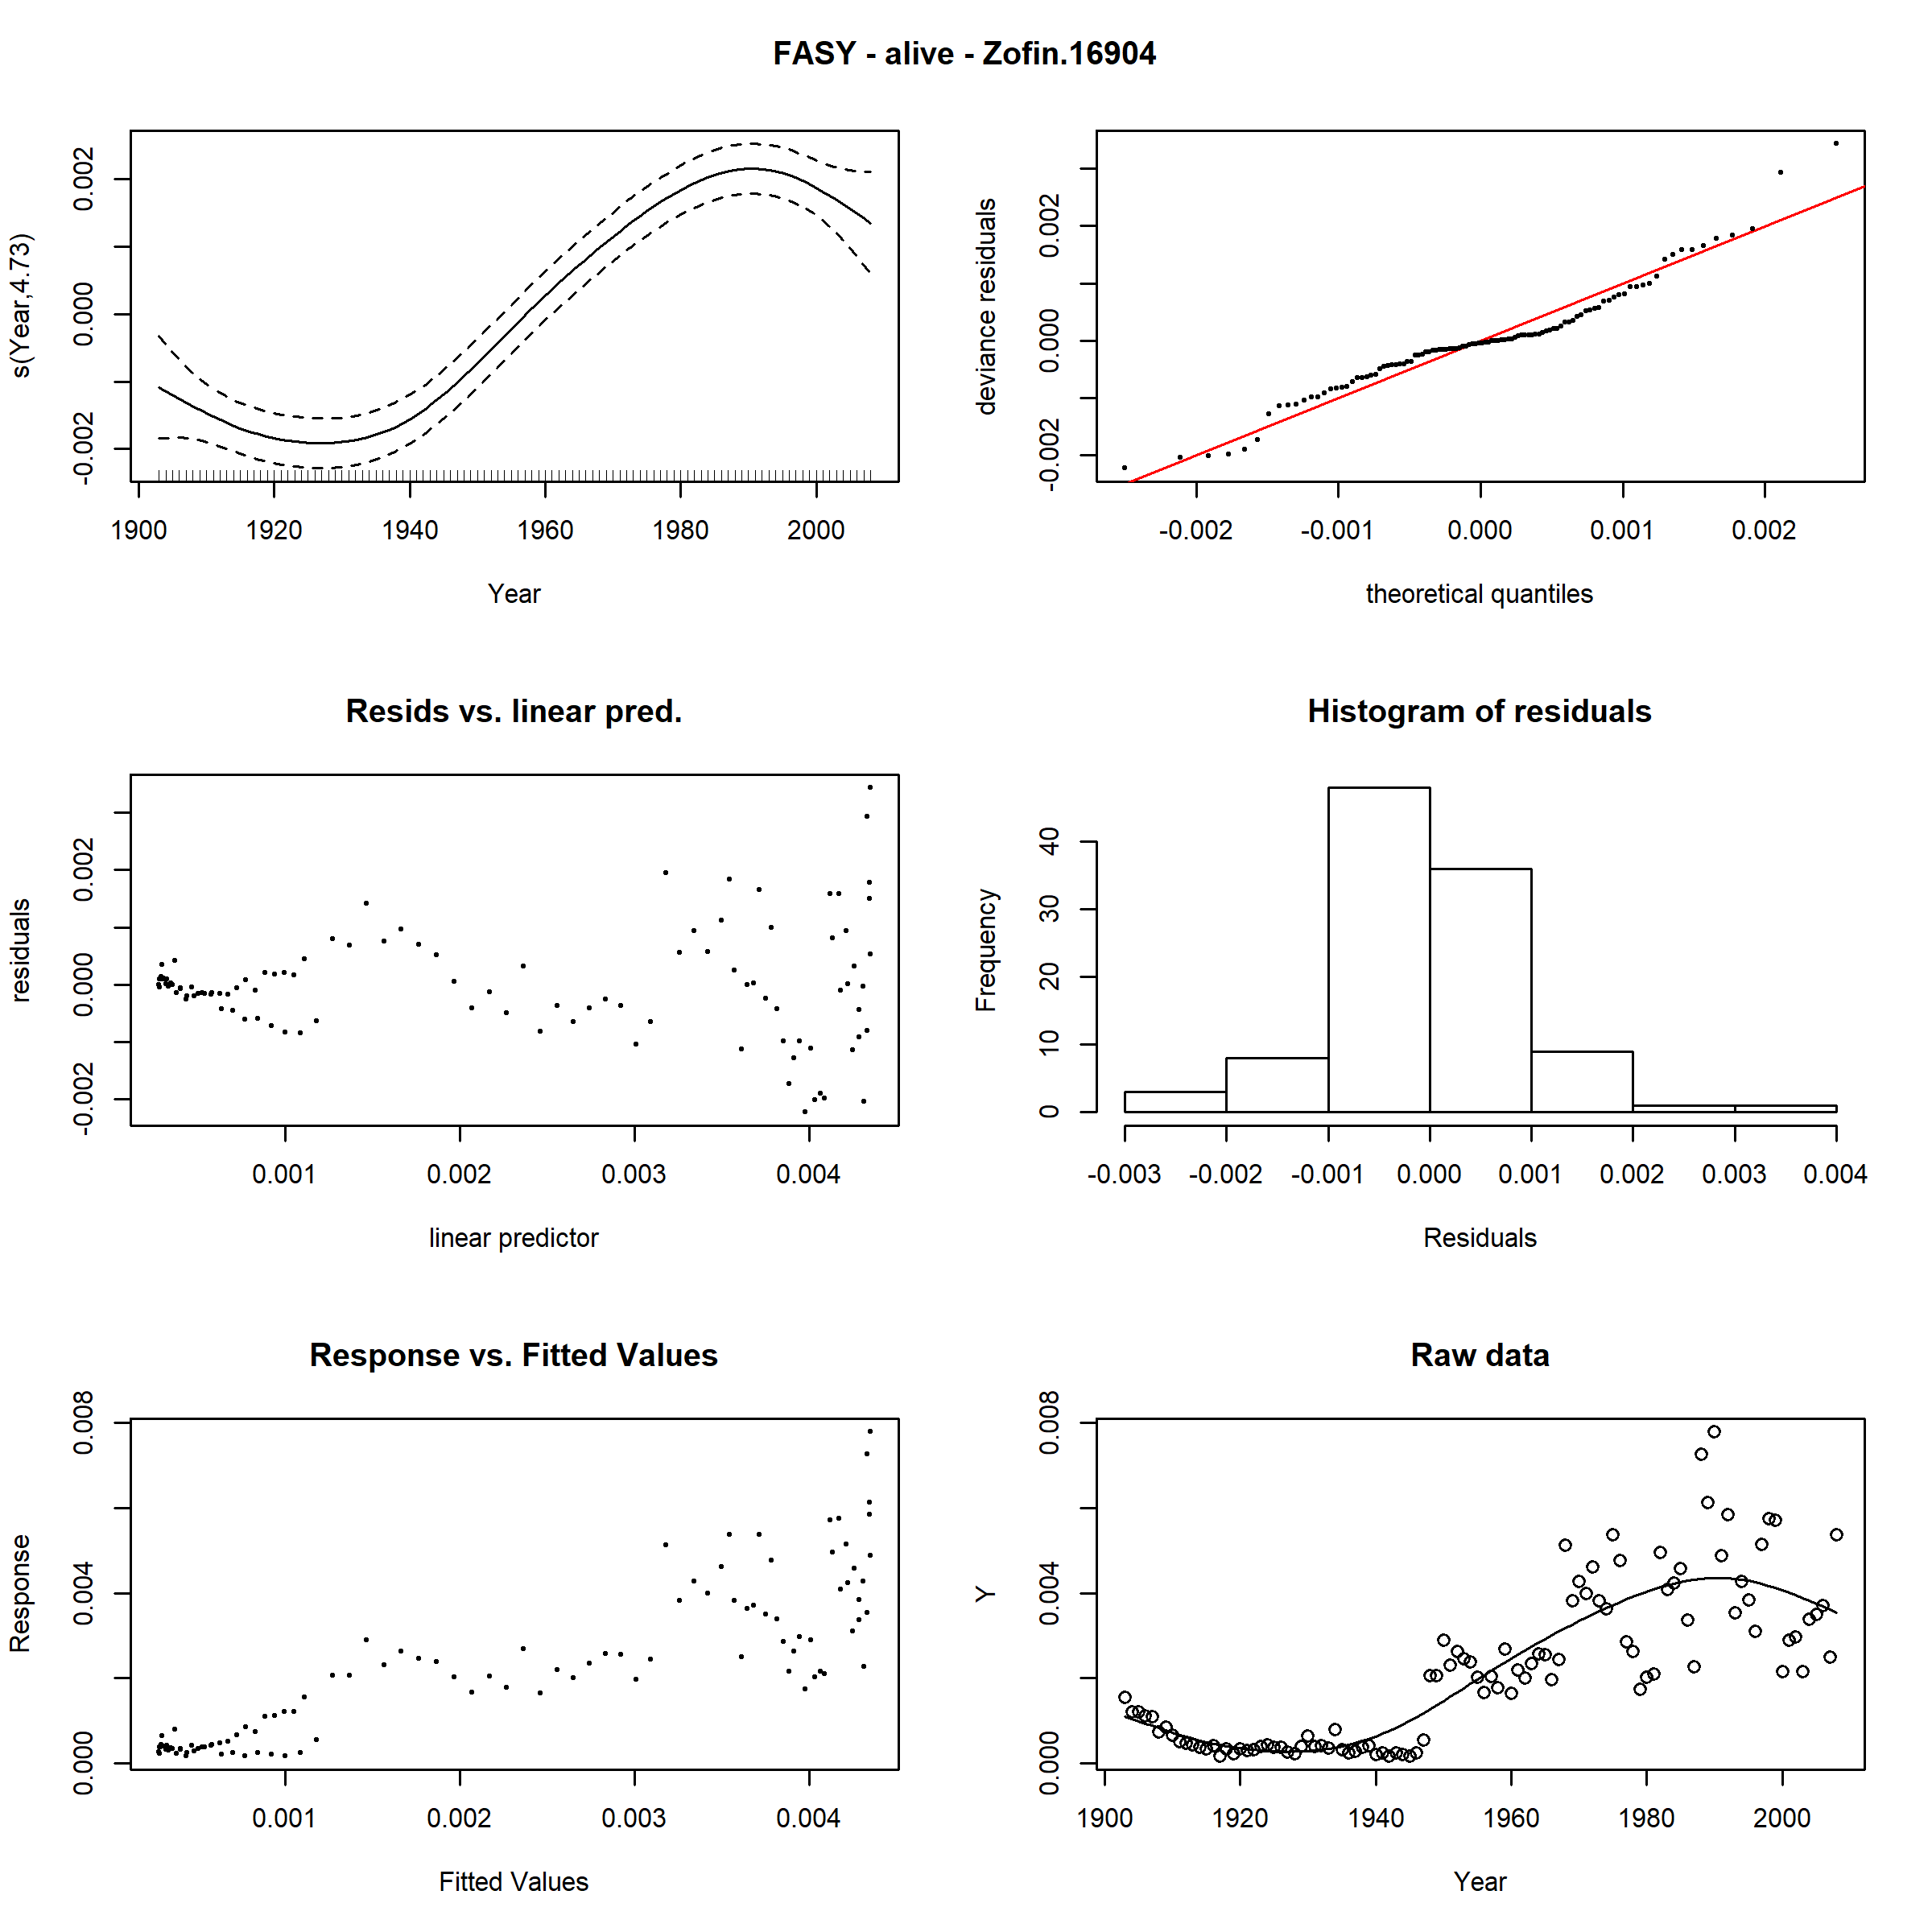 FASY - alive - Zofin.16904
s(Year,4.73)
-0.002 0.000 0.002
1900 1920 1940 1960 1980 2000
Year
deviance residuals
-0.002 0.000 0.002
-0.002 -0.001 0.000 0.001 0.002
theoretical quantiles
Resids vs. linear pred.
residuals
-0.002 0.000 0.002
0.001 0.002 0.003 0.004
linear predictor
Histogram of residuals
Frequency
0 10 20 30 40
-0.003 -0.002 -0.001 0.000 0.001 0.002 0.003 0.004
Residuals
Response vs. Fitted Values
Response
0.000 0.004 0.008
0.001 0.002 0.003 0.004
Fitted Values
Raw data
Y
0.000 0.004 0.008
1900 1920 1940 1960 1980 2000
Year